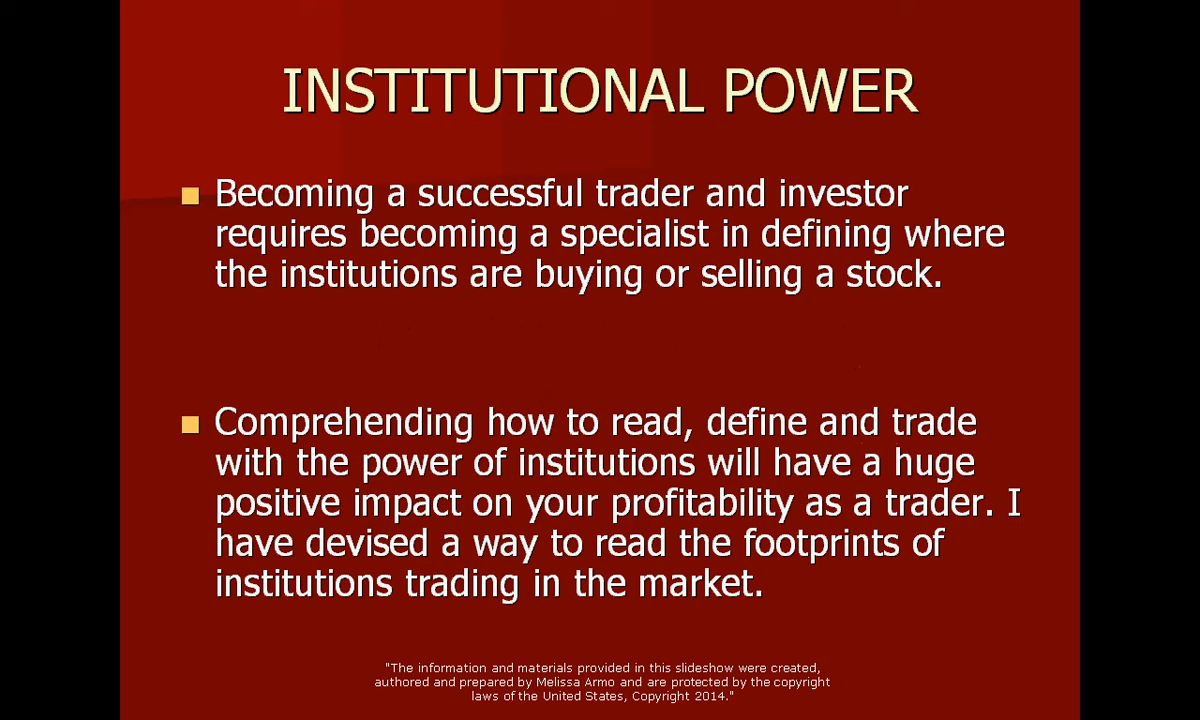 INSTITUTIONAL POWER
Becoming a successful trader and investor
requires becoming a specialist in defining where
the institutions are buying or selling a stock.
Comprehending how to read, define and trade
with the power of institutions will have a huge
positive impact on your profitability as a trader. I
have devised a way to read the footprints of
institutions trading in the market.
"The information and materials provided in this slideshow were created,
authored and prepared by Melissa Armo and are protected by the copyright
laws of the United States, Copyright 2014."